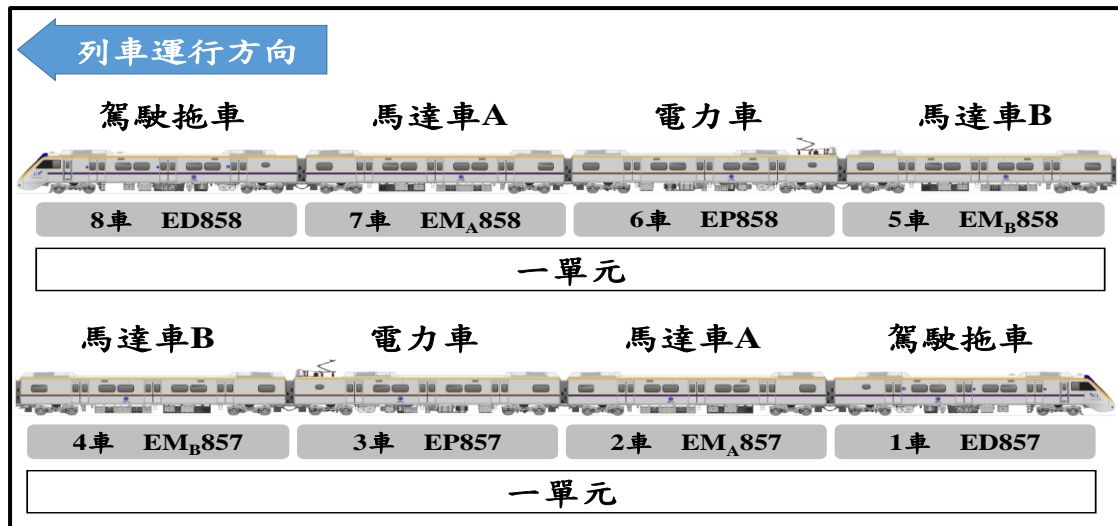 列車運行方向
駕駛拖車 馬達車A 電力車 馬達車B
8車 ED858 7車 EMA858 6車 EP858 5車 EMB858
一單元
馬達車B 電力車 馬達車A 駕駛拖車
4車 EMB857 3車 EP857 2車 EMA857 1車 ED857
一單元